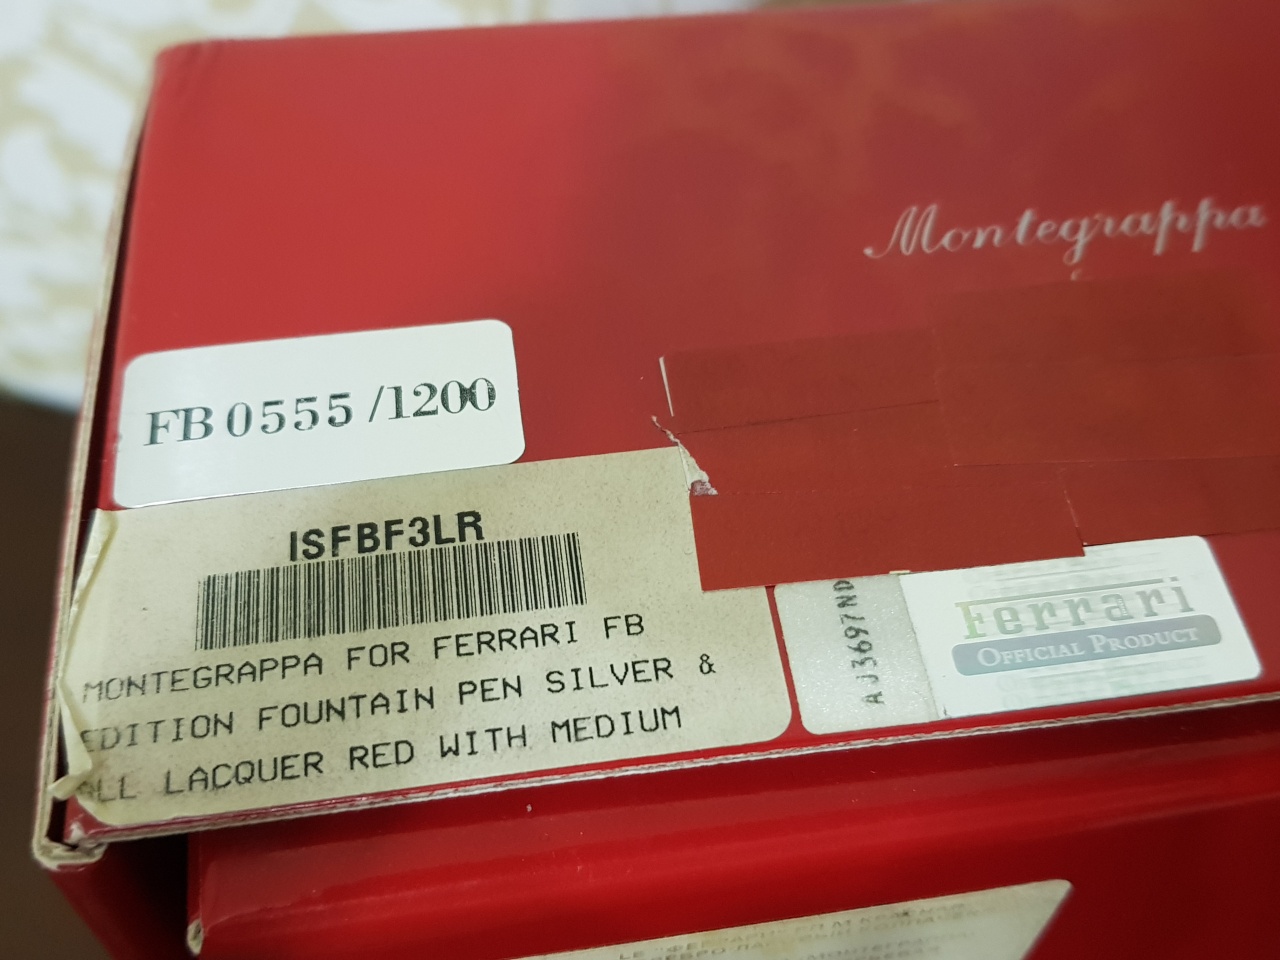 Montegrappa
FB 0555 /1200
ISFBF3LR
MONTEGRAPPA FOR FERRARI FB
EDITION FOUNTAIN PEN SILVER &
ALL LACQUER RED WITH MEDIUM
AJ3697ND
Ferrari
OFFICIAL PRODUCT